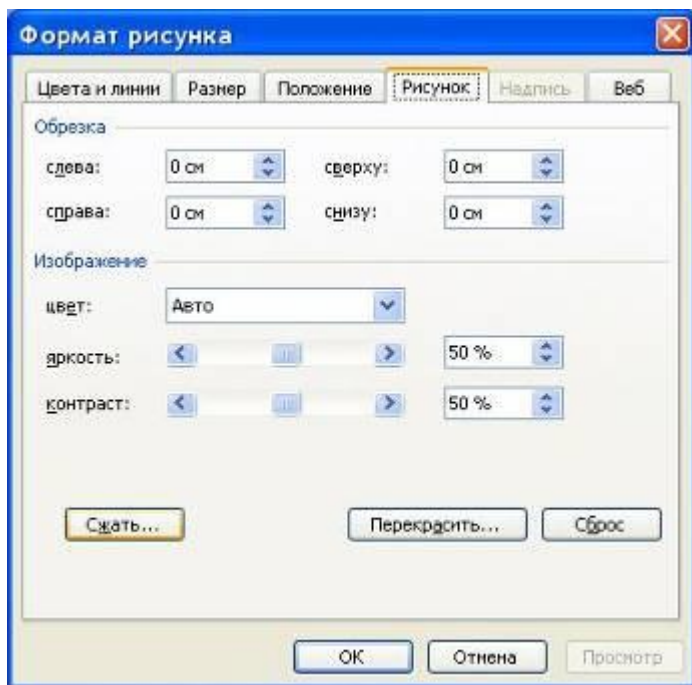 Формат рисунка
Цвета и линии Размер Положение Рисунок Надпись Веб
Обрезка
слева: 0 см сверху: 0 см
справа: 0 см снизу: 0 см
Изображение
цвет: Авто
яркость: 50 %
контраст: 50 %
Сжать... Перекрасить... Сброс
ОК Отмена Просмотр